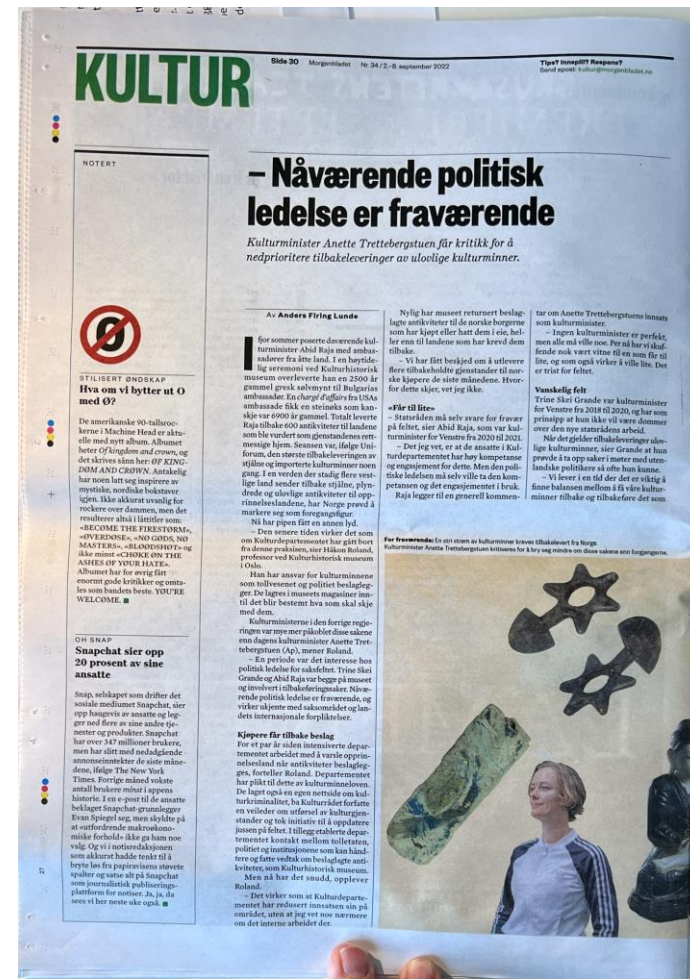 KULTUR
Side 30 Morgenbladet Nr. 34 / 2.–8. september 2022
Tips? Innspill? Respons?
Send epost: kultur@morgenbladet.no
NOTERT
STILISERT ØNDSKAP
Hva om vi bytter ut O
med Ø?
De amerikanske 90-tallsroc-
kerne i Machine Head er aktu-
elle med nytt album. Albumet
heter Of kingdom and crown, og
det skrives sånn her: ØF KING-
DØM AND CRØWN. Antakelig
har noen latt seg inspirere av
mystiske, nordiske bokstaver
igjen. Ikke akkurat uvanlig for
rockere over dammen, men det
resulterer altså i låttitler som:
«BECØME THE FIRESTØRM»,
«ØVERDØSE», «NØ GØDS, NØ
MASTERS», «BLØØDSHØT» og
ikke minst «CHØKE ØN THE
ASHES ØF YØUR HATE».
Albumet har for øvrig fått
enormt gode kritikker og omta-
les som bandets beste. YØU'RE
WELCØME.
OH SNAP
Snapchat sier opp
20 prosent av sine
ansatte
Snap, selskapet som drifter det
sosiale mediumet Snapchat, sier
opp haugevis av ansatte og leg-
ger ned flere av sine andre tje-
nester og produkter. Snapchat
har over 347 millioner brukere,
men har slitt med nedadgående
annonseinntekter de siste måne-
dene, ifølge The New York
Times. Forrige måned vokste
antall brukere minst i appens
historie. I en e-post til de ansatte
beklaget Snapchat-grunnlegger
Evan Spiegel seg, men skyldte på
at «utfordrende makroøkono-
miske forhold» ikke ga ham noe
valg. Og vi i notisredaksjonen
som akkurat hadde tenkt til å
bryte løs fra papiravisens støvete
spalter og satse alt på Snapchat
som journalistisk publiserings-
plattform for notiser. Ja, ja, da
sees vi her neste uke også.
– Nåværende politisk
ledelse er fraværende
Kulturminister Anette Trettebergstuen får kritikk for å
nedprioritere tilbakeleveringer av ulovlige kulturminner.
Av Anders Firing Lunde
I fjor sommer poserte daværende kul-
turminister Abid Raja med ambas-
sadører fra åtte land. I en høytide-
lig seremoni ved Kulturhistorisk
museum overleverte han en 2500 år
gammel gresk sølvmynt til Bulgarias
ambassadør. En chargé d'affairs fra USAs
ambassade fikk en steinøks som kan-
skje var 6900 år gammel. Totalt leverte
Raja tilbake 600 antikviteter til landene
som ble vurdert som gjenstandenes rett-
messige hjem. Seansen var, ifølge Uni-
forum, den største tilbakeleveringen av
stjålne og importerte kulturminner noen
gang. I en verden der stadig flere vest-
lige land sender tilbake stjålne, plyn-
drede og ulovlige antikviteter til opp-
rinnelseslandene, har Norge prøvd å
markere seg som foregangsfigur.
Nå har pipen fått en annen lyd.
– Den senere tiden virker det som
om Kulturdepartementet har gått bort
fra denne praksisen, sier Håkon Roland,
professor ved Kulturhistorisk museum
i Oslo.
Han har ansvar for kulturminnene
som tollvesenet og politiet beslagleg-
ger. De lagres i museets magasiner inn-
til det blir bestemt hva som skal skje
med dem.
Kulturministerne i den forrige regje-
ringen var mye mer påkoblet disse sakene
enn dagens kulturminister Anette Tret-
tebergstuen (Ap), mener Roland.
– En periode var det interesse hos
politisk ledelse for saksfeltet. Trine Skei
Grande og Abid Raja var begge på museet
og involvert i tilbakeføringssaker. Nåvæ-
rende politisk ledelse er fraværende, og
virker ukjente med saksområdet og lan-
dets internasjonale forpliktelser.
Kjøpere får tilbake beslag
For et par år siden intensiverte depar-
tementet arbeidet med å varsle opprin-
nelsesland når antikviteter beslagleg-
ges, forteller Roland. Departementet
har plikt til dette av kulturminneloven.
De laget også en egen nettside om kul-
turkriminalitet, ba Kulturrådet forfatte
en veileder om utførsel av kulturgjen-
stander og tok initiativ til å oppdatere
jussen på feltet. I tillegg etablerte depar-
tementet kontakt mellom tolletaten,
politiet og institusjonene som kan hånd-
tere og fatte vedtak om beslaglagte anti-
kviteter, som Kulturhistorisk museum.
Men nå har det snudd, opplever
Roland.
– Det virker som at Kulturdeparte-
mentet har redusert innsatsen sin på
området, uten at jeg vet noe nærmere
om det interne arbeidet der.
Nylig har museet returnert beslag-
lagte antikviteter til de norske borgerne
som har kjøpt eller hatt dem i eie, hel-
ler enn til landene som har krevd dem
tilbake.
– Vi har fått beskjed om å utlevere
flere tilbakeholdte gjenstander til nor-
ske kjøpere de siste månedene. Hvor-
for dette skjer, vet jeg ikke.
«Får til lite»
– Statsråden må selv svare for fravær
på feltet, sier Abid Raja, som var kul-
turminister for Venstre fra 2020 til 2021.
– Det jeg vet, er at de ansatte i Kul-
turdepartementet har høy kompetanse
og engasjement for dette. Men den poli-
tiske ledelsen må selv ville ta den kom-
petansen og det engasjementet i bruk.
Raja legger til en generell kommen-
tar om Anette Trettebergstuens innsats
som kulturminister.
– Ingen kulturminister er perfekt,
men alle må ville noe. Per nå har vi skuf-
fende nok vært vitne til en som får til
lite, og som også virker å ville lite. Det
er trist for feltet.
Vanskelig felt
Trine Skei Grande var kulturminister
for Venstre fra 2018 til 2020, og har som
prinsipp at hun ikke vil være dommer
over den nye statsrådens arbeid.
Når det gjelder tilbakeleveringer ulov-
lige kulturminner, sier Grande at hun
prøvde å ta opp saker i møter med uten-
landske politikere så ofte hun kunne.
– Vi lever i en tid der det er viktig å
finne balansen mellom å få våre kultur-
minner tilbake og tilbakeføre det som
For fraværende: En stri strøm av kulturminner kreves tilbakelevert fra Norge.
Kulturminister Anette Trettebergstuen kritiseres for å bry seg mindre om disse sakene enn forgjengerne.